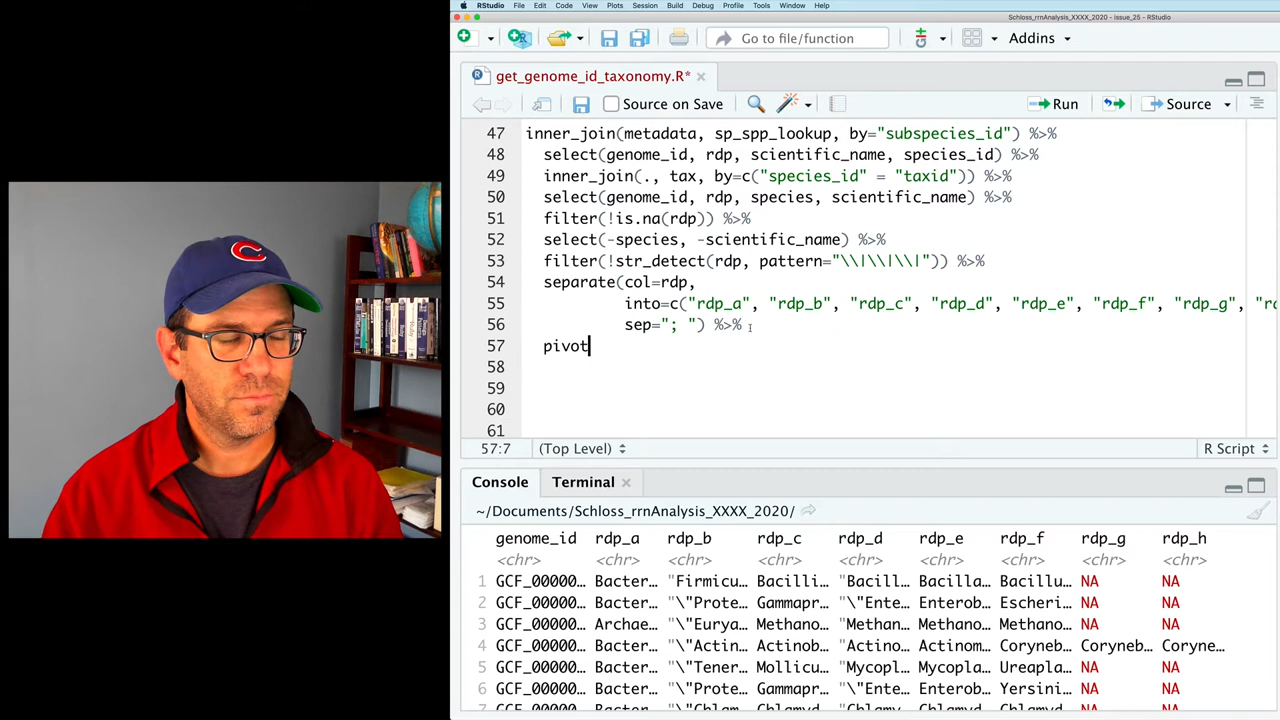 RStudio File Edit Code View Plots Session Build Debug Profile Tools Window Help
Schloss_rrnAnalysis_XXXX_2020 - issue_25 - RStudio
Go to file/function
Addins
get_genome_id_taxonomy.R*
Source on Save
Run
Source
47 inner_join(metadata, sp_spp_lookup, by="subspecies_id") %>%
48 select(genome_id, rdp, scientific_name, species_id) %>%
49 inner_join(., tax, by=c("species_id" = "taxid")) %>%
50 select(genome_id, rdp, species, scientific_name) %>%
51 filter(!is.na(rdp)) %>%
52 select(-species, -scientific_name) %>%
53 filter(!str_detect(rdp, pattern="\\|\\|\\|")) %>%
54 separate(col=rdp,
55 into=c("rdp_a", "rdp_b", "rdp_c", "rdp_d", "rdp_e", "rdp_f", "rdp_g",
56 sep="; ") %>%
57 pivot
58
59
60
61
57:7 (Top Level) R Script
Console Terminal
~/Documents/Schloss_rrnAnalysis_XXXX_2020/
genome_id rdp_a rdp_b rdp_c rdp_d rdp_e rdp_f rdp_g rdp_h
<chr> <chr> <chr> <chr> <chr> <chr> <chr> <chr> <chr>
1 GCF_00000… Bacter… "Firmicu… Bacilli… "Bacill… Bacilla… Bacillu… NA NA
2 GCF_00000… Bacter… "\"Prote… Gammapr… "\"Ente… Enterob… Escheri… NA NA
3 GCF_00000… Archae… "\"Eurya… Methano… "Methan… Methano… Methano… NA NA
4 GCF_00000… Bacter… "\"Actin… Actinob… "Actino… Actinom… Coryneb… Coryneb… Coryne…
5 GCF_00000… Bacter… "\"Tener… Mollicu… "Mycopl… Mycopla… Ureapla… NA NA
6 GCF_00000… Bacter… "\"Prote… Gammapr… "\"Ente… Enterob… Yersini… NA NA